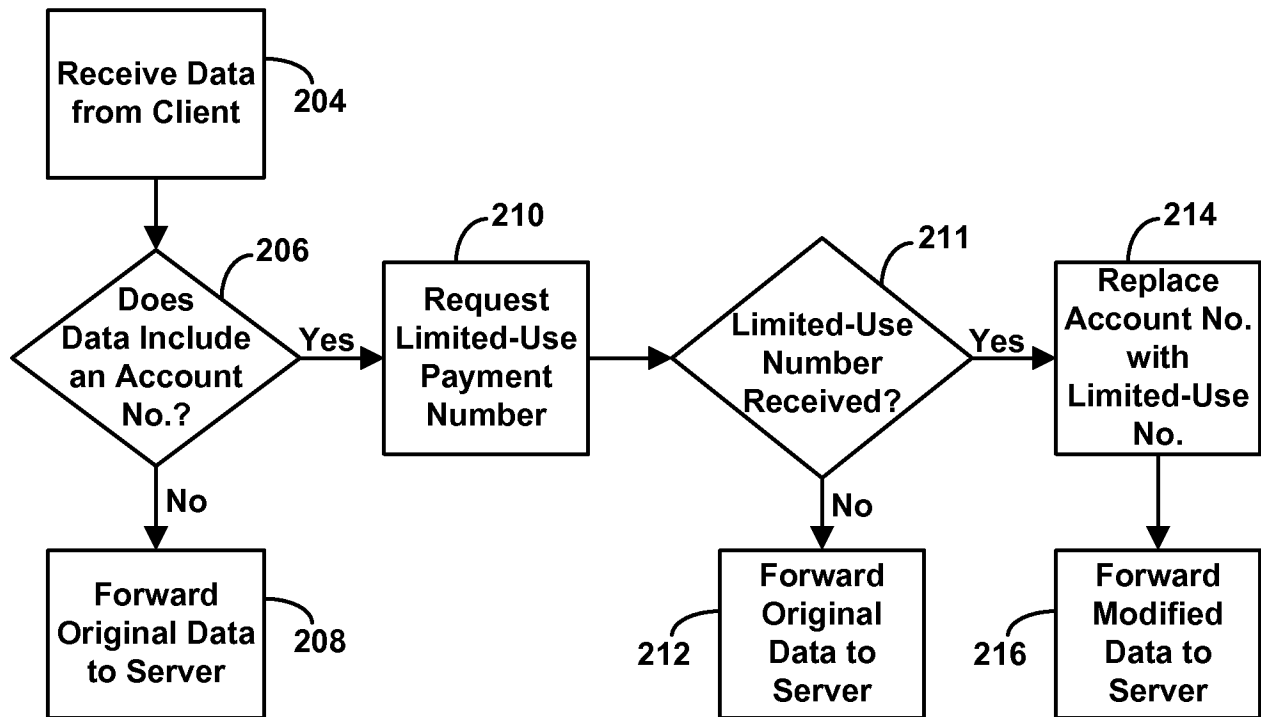 Receive Data
from Client
204
Does
Data Include
an Account
No.?
206
Yes
No
Forward
Original Data
to Server
208
210
Request
Limited-Use
Payment
Number
211
Limited-Use
Number
Received?
Yes
No
Forward
Original
Data to
Server
212
214
Replace
Account No.
with
Limited-Use
No.
Forward
Modified
Data to
Server
216